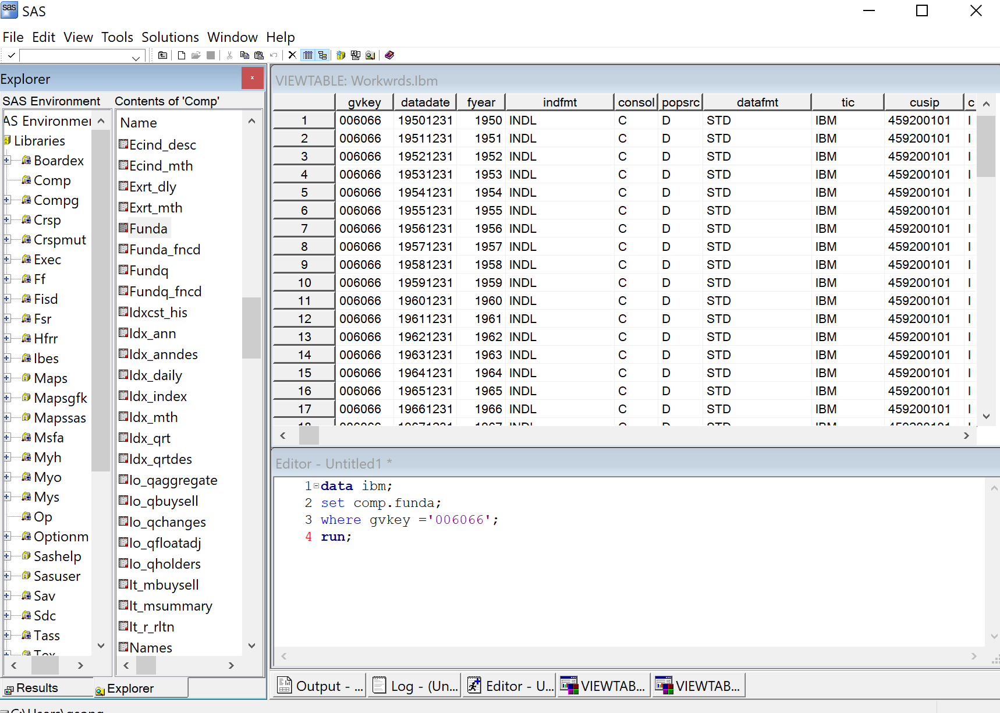 sas SAS
File Edit View Tools Solutions Window Help
Explorer
SAS Environment Contents of 'Comp'
AS Environmer
Libraries
Boardex
Comp
Compg
Crsp
Crspmut
Exec
Ff
Fisd
Fsr
Hfrr
Ibes
Maps
Mapsgfk
Mapssas
Msfa
Myh
Myo
Mys
Op
Optionm
Sashelp
Sasuser
Sav
Sdc
Tass
Name
Ecind_desc
Ecind_mth
Exrt_dly
Exrt_mth
Funda
Funda_fncd
Fundq
Fundq_fncd
Idxcst_his
Idx_ann
Idx_anndes
Idx_daily
Idx_index
Idx_mth
Idx_qrt
Idx_qrtdes
Io_qaggregate
Io_qbuysell
Io_qchanges
Io_qfloatadj
Io_qholders
It_mbuysell
It_msummary
It_r_rltn
Names
Results Explorer
VIEWTABLE: Workwrds.Ibm
gvkey datadate fyear indfmt consol popsrc datafmt tic cusip c
1 006066 19501231 1950 INDL C D STD IBM 459200101 I
2 006066 19511231 1951 INDL C D STD IBM 459200101 I
3 006066 19521231 1952 INDL C D STD IBM 459200101 I
4 006066 19531231 1953 INDL C D STD IBM 459200101 I
5 006066 19541231 1954 INDL C D STD IBM 459200101 I
6 006066 19551231 1955 INDL C D STD IBM 459200101 I
7 006066 19561231 1956 INDL C D STD IBM 459200101 I
8 006066 19571231 1957 INDL C D STD IBM 459200101 I
9 006066 19581231 1958 INDL C D STD IBM 459200101 I
10 006066 19591231 1959 INDL C D STD IBM 459200101 I
11 006066 19601231 1960 INDL C D STD IBM 459200101 I
12 006066 19611231 1961 INDL C D STD IBM 459200101 I
13 006066 19621231 1962 INDL C D STD IBM 459200101 I
14 006066 19631231 1963 INDL C D STD IBM 459200101 I
15 006066 19641231 1964 INDL C D STD IBM 459200101 I
16 006066 19651231 1965 INDL C D STD IBM 459200101 I
17 006066 19661231 1966 INDL C D STD IBM 459200101 I
Editor - Untitled1 *
1 data ibm;
2 set comp.funda;
3 where gvkey ='006066';
4 run;
Output - ... Log - (Un... Editor - U... VIEWTAB... VIEWTAB...